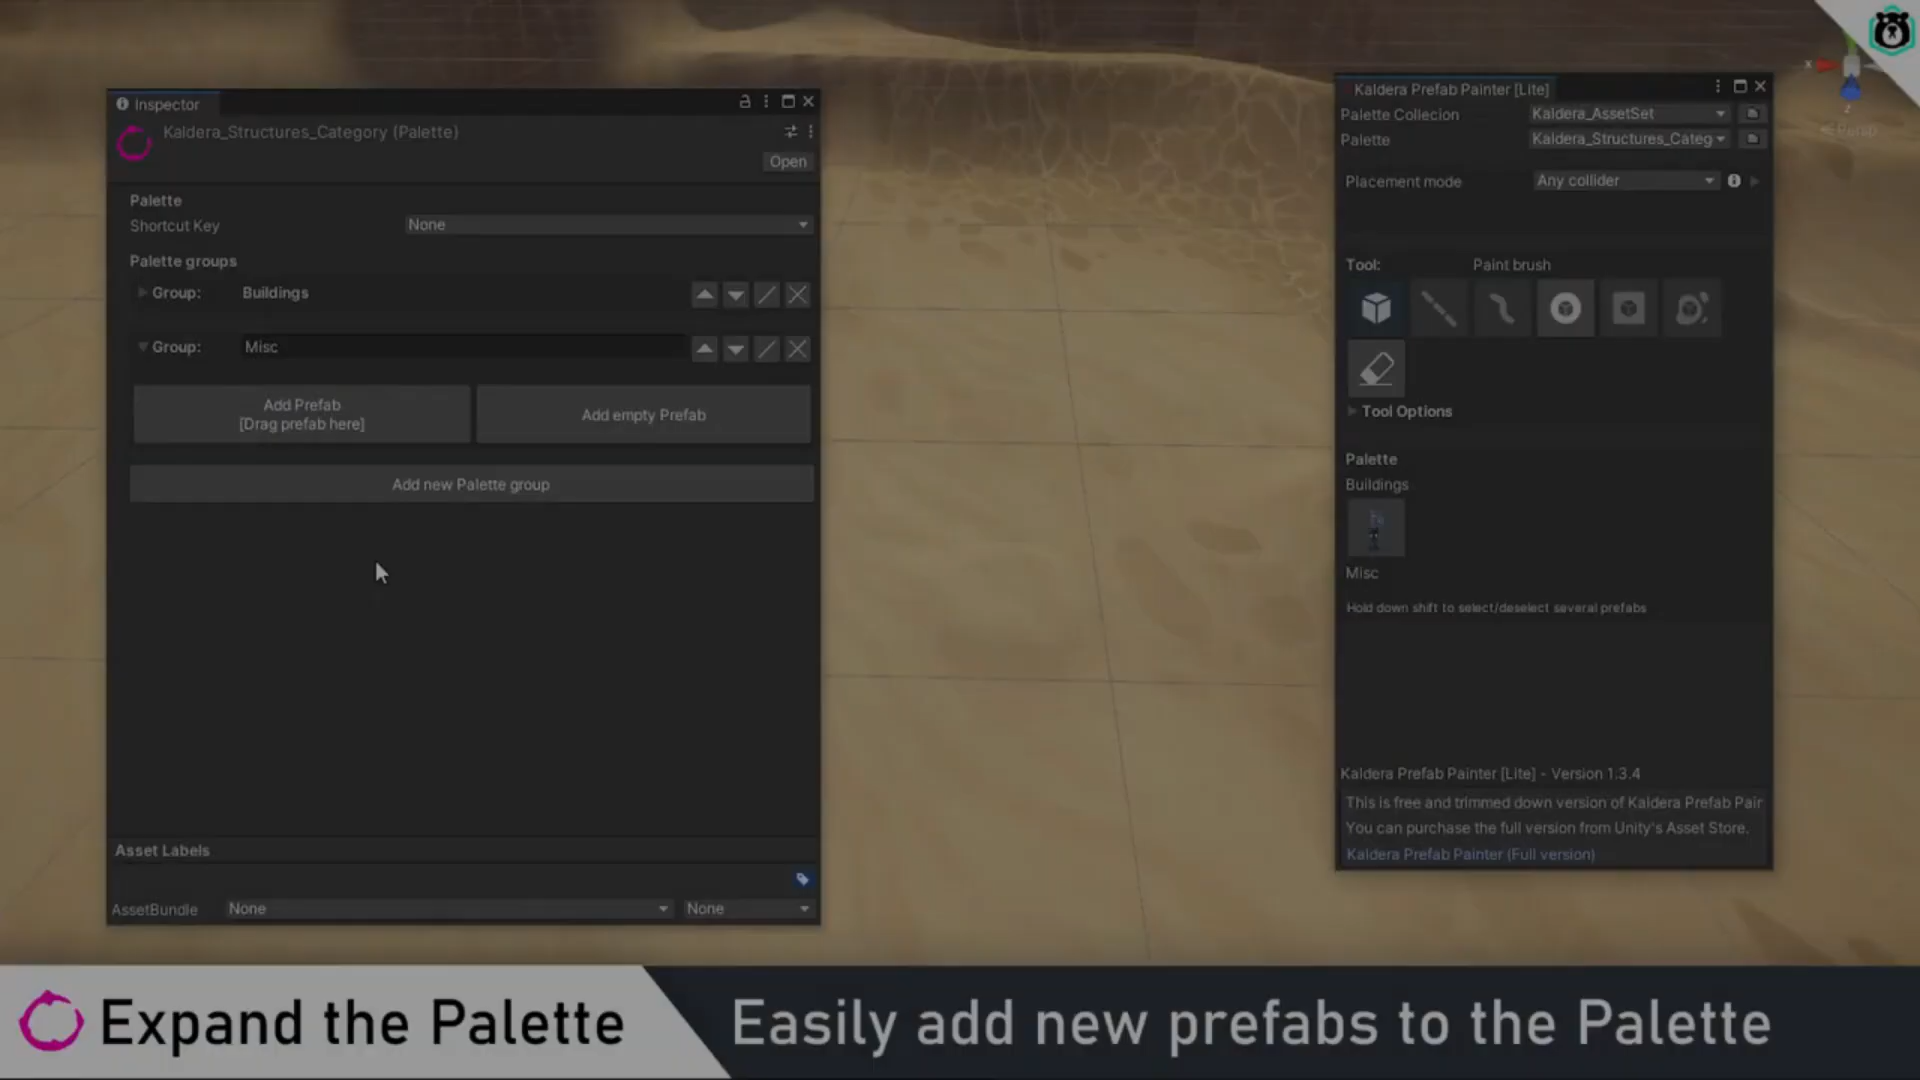 Inspector
Kaldera_Structures_Category (Palette)
Open
Palette
Shortcut Key
None
Palette groups
Group:
Buildings
Group:
Misc
Add Prefab
[Drag prefab here]
Add empty Prefab
Add new Palette group
Asset Labels
AssetBundle
None
None
Kaldera Prefab Painter [Lite]
Palette Collecion
Kaldera_AssetSet
Palette
Kaldera_Structures_Categ
Placement mode
Any collider
Tool:
Paint brush
Tool Options
Palette
Buildings
Misc
Hold down shift to select/deselect several prefabs
Kaldera Prefab Painter [Lite] - Version 1.3.4
This is free and trimmed down version of Kaldera Prefab Pair
You can purchase the full version from Unity's Asset Store.
Kaldera Prefab Painter (Full version)
x
z
Persp
Expand the Palette
Easily add new prefabs to the Palette